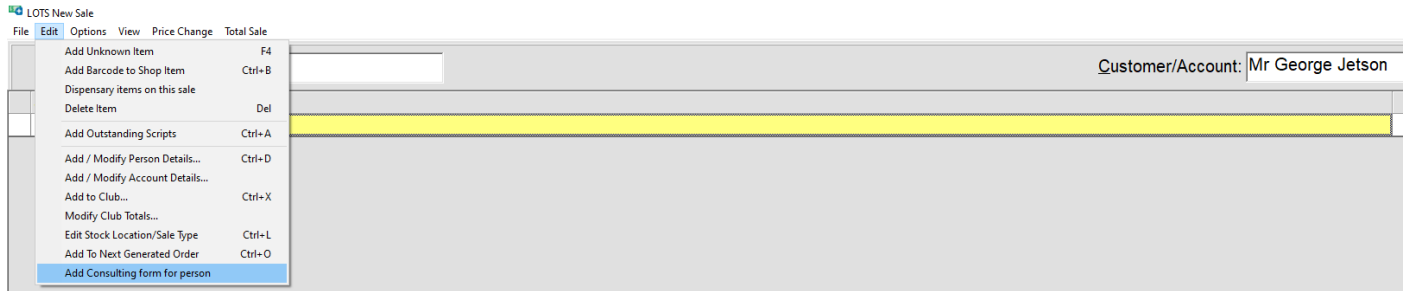 LOTS New Sale
File Edit Options View Price Change Total Sale
Add Unknown Item F4
Customer/Account: Mr George Jetson
Add Barcode to Shop Item Ctrl+B
Dispensary items on this sale
Delete Item Del
Add Outstanding Scripts Ctrl+A
Add / Modify Person Details... Ctrl+D
Add / Modify Account Details...
Add to Club... Ctrl+X
Modify Club Totals...
Edit Stock Location/Sale Type Ctrl+L
Add To Next Generated Order Ctrl+O
Add Consulting form for person